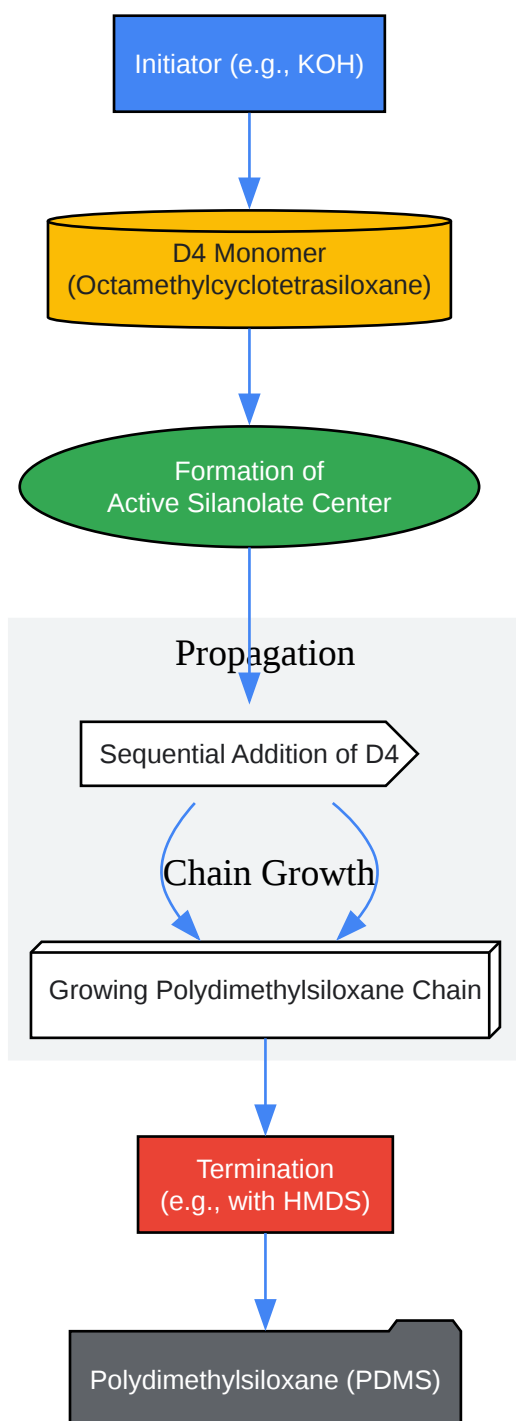 Initiator (e.g., KOH)
D4 Monomer
(Octamethylcyclotetrasiloxane)
Formation of
Active Silanolate Center
Propagation
Sequential Addition of D4
Chain Growth
Growing Polydimethylsiloxane Chain
Termination
(e.g., with HMDS)
Polydimethylsiloxane (PDMS)